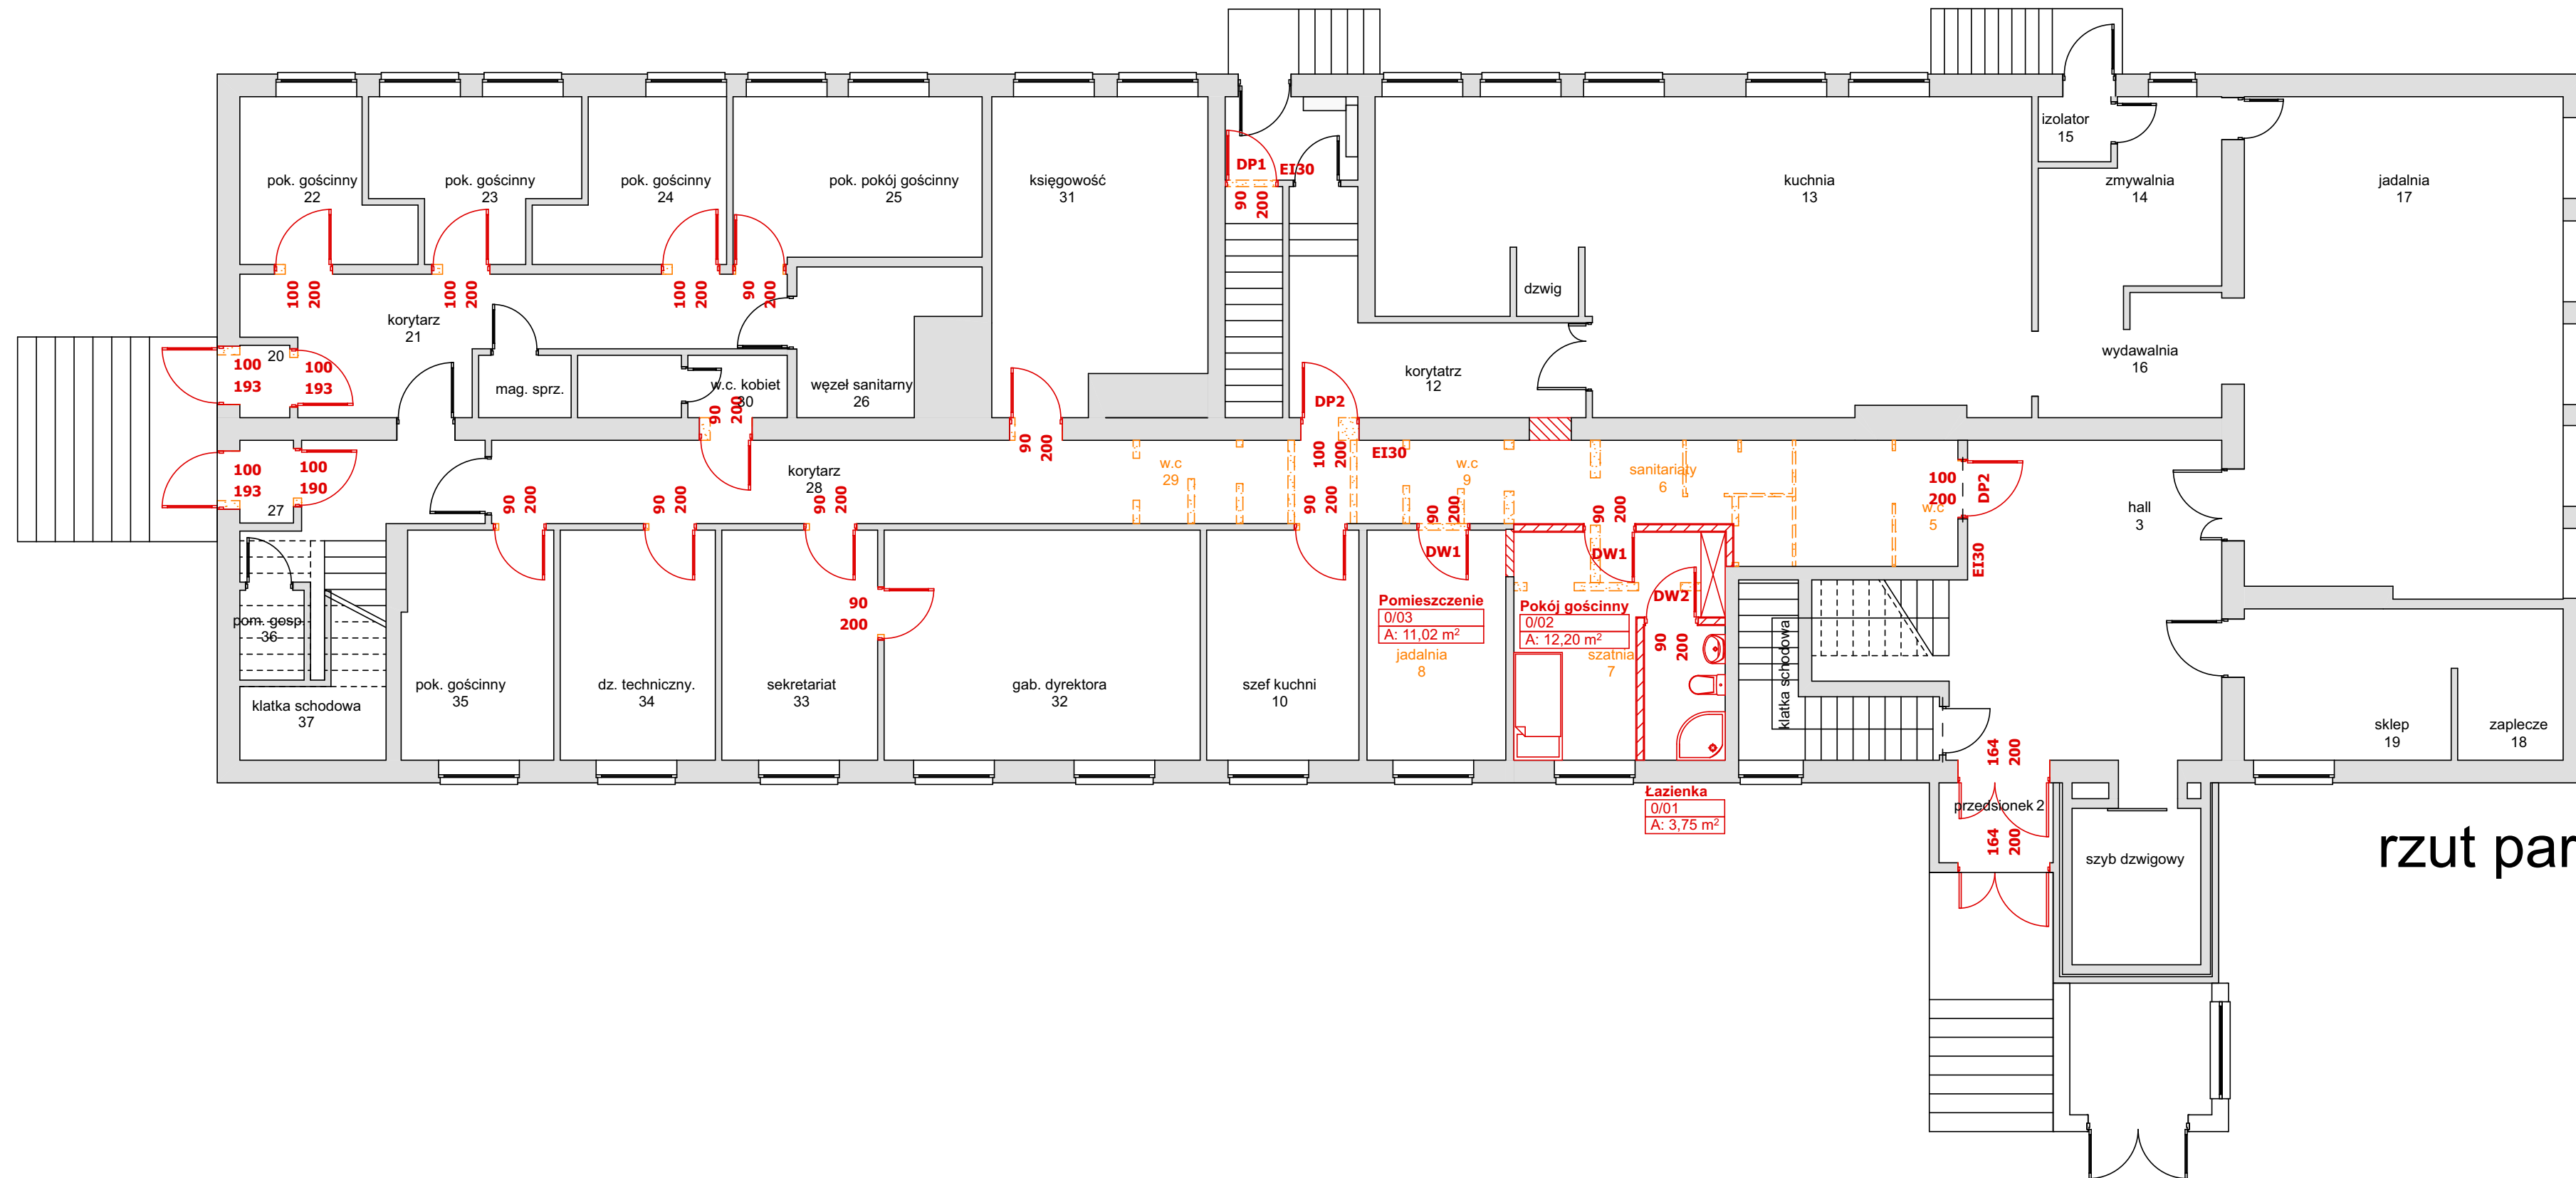 izolator
15
pok. gościnny
22
pok. gościnny
23
pok. gościnny
24
pok. pokój gościnny
25
księgowość
31
DP1
EI30
90
200
kuchnia
13
zmywalnia
14
jadalnia
17
dzwig
100
200
100
200
100
200
90
200
korytarz
21
20
100
193
100
193
mag. sprz.
w.c. kobiet
30
90
200
węzeł sanitarny
26
korytatrz
12
wydawalnia
16
DP2
100
200
EI30
90
200
100
193
100
190
27
korytarz
28
w.c
29
w.c
9
sanitariaty
6
w.c
5
100
200
DP2
EI30
hall
3
90
200
90
200
90
200
90
200
90
200
90
200
DW1
DW1
DW2
90
200
90
200
pom. gosp.
36
Pomieszczenie
0/03
A: 11,02 m²
jadalnia
8
Pokój gościnny
0/02
A: 12,20 m²
szatnia
7
klatka schodowa
klatka schodowa
37
pok. gościnny
35
dz. techniczny.
34
sekretariat
33
gab. dyrektora
32
szef kuchni
10
sklep
19
zaplecze
18
164
200
Łazienka
0/01
A: 3,75 m²
przedsionek 2
164
200
szyb dzwigowy
rzut par